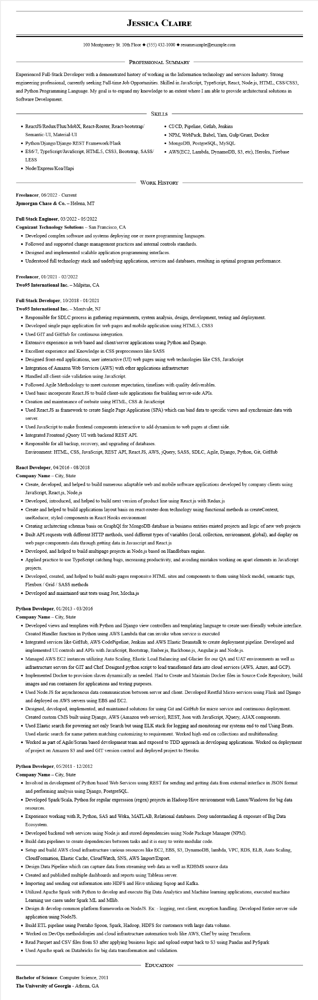 Jessica Claire
100 Montgomery St. 10th Floor ◆ (555) 432-1000 ◆ resumesample@example.com
Professional Summary
Experienced Full-Stack Developer with a demonstrated history of working in the Information technology and services Industry. Strong
engineering professional, currently seeking Full-time Job Opportunities. Skilled in JavaScript, TypeScript, React, Node.js, HTML, CSS/CSS3,
and Python Programming Language. My goal is to expand my knowledge to an extent where I am able to provide architectural solutions in
Software Development.
Skills
• ReactJS/Redux/Flux/MobX, React-Router, React-bootstrap/
Semantic-UI, Material-UI
• Python/Django/Django REST Framework/Flask
• ES6/7, TypeScript/JavaScript, HTML5, CSS3, Bootstrap, SASS/
LESS
• Node/Express/Koa/Hapi
• CI/CD, Pipeline, Gitlab, Jenkins
• NPM, WebPack, Babel, Yarn, Gulp/Grunt, Docker
• MongoDB, PostgreSQL, MySQL
• AWS(EC2, Lambda, DynamoDB, S3, etc), Heroku, Firebase
Work History
Freelancer, 06/2022 - Current
Jpmorgan Chase & Co. – Helena, MT
Full Stack Engineer, 03/2022 - 05/2022
Cognizant Technology Solutions – San Francisco, CA
• Developed complex software and systems deploying one or more programming languages.
• Followed and supported change management practices and internal controls standards.
• Designed and implemented scalable application programming interfaces.
• Understood full technology stack and underlying applications, services and databases, resulting in optimal program performance.
Freelancer, 01/2021 - 02/2022
Two95 International Inc. – Milpitas, CA
Full Stack Developer, 10/2018 - 01/2021
Two95 International Inc. – Montvale, NJ
• Responsible for SDLC process in gathering requirements, system analysis, design, development, testing and deployment.
• Developed single page application for web pages and mobile application using HTML5, CSS3
• Used GIT and GitHub for continuous integration.
• Extensive experience in web based and client/server applications using Python and Django.
• Excellent experience and Knowledge in CSS preprocessors like SASS
• Designed front-end applications, user interactive (UI) web pages using web technologies like CSS, JavaScript
• Integration of Amazon Web Services (AWS) with other applications infrastructure
• Handled all client-side validation using JavaScript.
• Followed Agile Methodology to meet customer expectation, timelines with quality deliverables.
• Used basic incorporate React.JS to build client-side applications for building server-side APIs.
• Creation and maintenance of website using HTML, CSS & JavaScript
• Used React.JS as framework to create Single Page Application (SPA) which can bind data to specific views and synchronize data with
server.
• Used JavaScript to make frontend components interactive to add dynamism to web pages at client side.
• Integrated Frontend jQuery UI with backend REST API.
• Responsible for all backup, recovery, and upgrading of databases.
Environment: HTML, CSS, JavaScript, REST API, React.JS, AWS, jQuery, SASS, SDLC, Agile, Django, Python, Git, GitHub
React Developer, 04/2016 - 08/2018
Company Name – City, State
• Create, developed, and helped to build numerous adaptable web and mobile software applications developed by company clients using
JavaScript, React.js, Node.js
• Developed, introduced, and helped to build next version of product line using React.js with Redux.js
• Create and helped to build applications layout basis on react-router-dom technology using functional methods as createContext,
useReducer, styled-components in React Hooks environment
• Creating architecting schemas basis on GraphQl for MongoDB database in business entities existed projects and logic of new web projects
• Built API requests with different HTTP methods, used different types of variables (local, collection, environment, global), and display on
web page components data through getting data in Javascript and React.js
• Developed, and helped to build multipage projects in Node.js based on Handlebars engine.
• Applied practice to use TypeScript catching bugs, increasing productivity, and avoiding mistakes working on apart elements in JavaScript
projects.
• Developed, created, and helped to build multi-pages responsive HTML sites and components to them using block model, semantic tags,
Flexbox / Grid / SASS methods
• Developed and maintained unit tests using Jest, Mocha.js
Python Developer, 01/2013 - 03/2016
Company Name – City, State
• Developed views and templates with Python and Django view controllers and templating language to create user-friendly website interface.
Created Handler function in Python using AWS Lambda that can invoke when service is executed
• Integrated services like GitHub, AWS CodePipeline, Jenkins and AWS Elastic Beanstalk to create deployment pipeline. Developed and
implemented UI controls and APIs with JavaScript, Bootstrap, Ember.js, Backbone.js, Angular.js and Node.js.
• Managed AWS EC2 instances utilizing Auto Scaling, Elastic Load Balancing and Glacier for our QA and UAT environments as well as
infrastructure servers for GIT and Chef. Designed python script to load transformed data into cloud services (AWS, Azure, and GCP).
• Implemented Docker to provision slaves dynamically as needed. Had to Create and Maintain Docker files in Source Code Repository, build
images and run containers for applications and testing purposes.
• Used Node.JS for asynchronous data communication between server and client. Developed Restful Micro services using Flask and Django
and deployed on AWS servers using EBS and EC2.
• Designed, developed, implemented, and maintained solutions for using Git and GitHub for micro service and continuous deployment.
Created custom CMS built using Django, AWS (Amazon web service), REST, Json with JavaScript, JQuery, AJAX components.
• Used Elastic search for powering not only Search but using ELK stack for logging and monitoring our systems end to end Using Beats.
Used elastic search for name pattern matching customizing to requirement. Worked high-end on collections and multithreading.
• Worked as part of Agile/Scrum based development team and exposed to TDD approach in developing applications. Worked on deployment
of project on Amazon S3 and used GIT version control and deployed project to Heroku.
Python Developer, 05/2011 - 12/2012
Company Name – City, State
• Involved in development of Python based Web Services using REST for sending and getting data from external interface in JSON format
and performing analysis using Django, PostgreSQL.
• Developed Spark/Scala, Python for regular expression (regex) projects in Hadoop/Hive environment with Linux/Windows for big data
resources.
• Experience working with R, Python, SAS and Weka, MATLAB, Relational databases. Deep understanding & exposure of Big Data
Ecosystem.
• Developed backend web services using Node.js and stored dependencies using Node Package Manager (NPM).
• Build data pipelines to create dependencies between tasks and it is easy to write modular code.
• Setup and build AWS cloud infrastructure various resources like EC2, EBS, S3, DynamoDB, lambda, VPC, RDS, ELB, Auto Scaling,
CloudFormation, Elastic Cache, CloudWatch, SNS, AWS Import/Export.
• Design Data Pipeline which can capture data from streaming web data as well as RDBMS source data
• Created and published multiple dashboards and reports using Tableau server.
• Importing and sending out information into HDFS and Hive utilizing Sqoop and Kafka.
• Utilized Apache Spark with Python to develop and execute Big Data Analytics and Machine learning applications, executed machine
Learning use cases under Spark ML and Mllib.
• Design & develop common platform frameworks on NodeJS. Ex: - logging, rest client, exception handling. Developed Entire server-side
application using NodeJS.
• Build ETL pipeline using Pentaho Spoon, Spark, Hadoop, HDFS for customers with large data volume.
• Worked on DevOps methodologies and cloud infrastructure automation tools like AWS, Chef by using Terraform.
• Read Parquet and CSV files from S3 after applying business logic and upload output back to S3 using Pandas and PySpark
• Used Apache spark on Databricks for big data transformation and validation.
Education
Bachelor of Science: Computer Science, 2011
The University of Georgia - Athens, GA